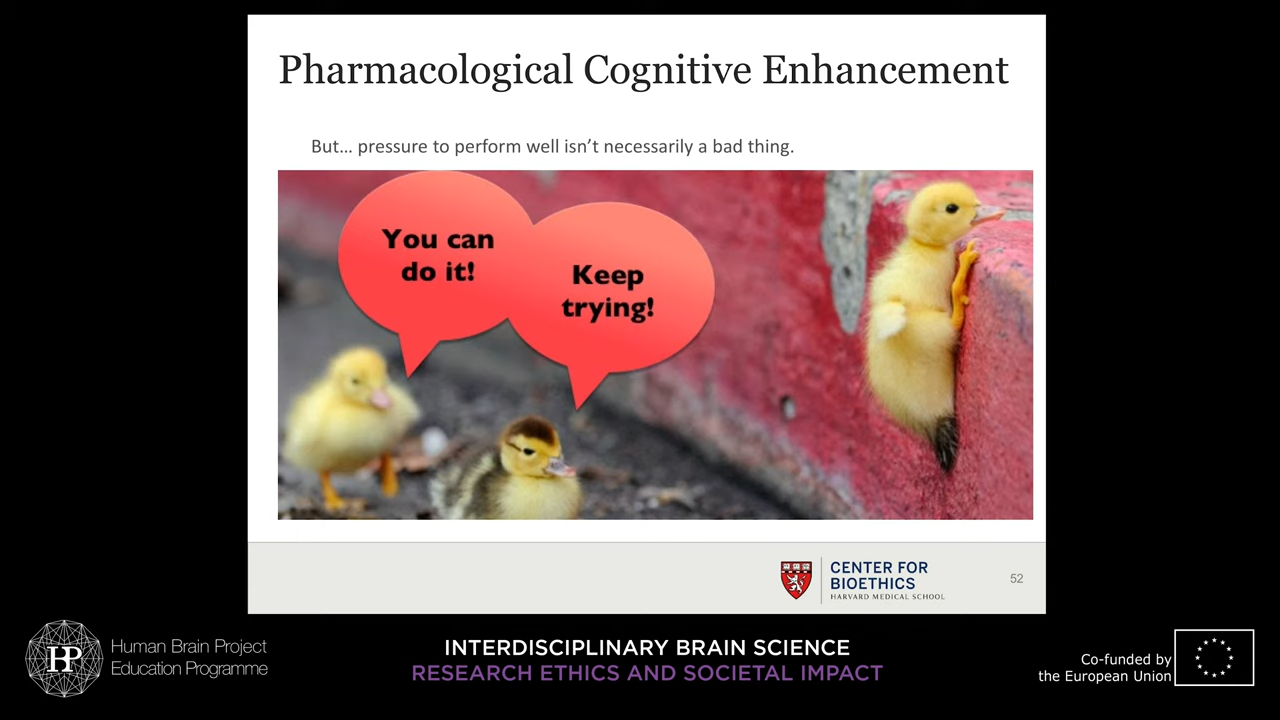 Pharmacological Cognitive Enhancement
But... pressure to perform well isn't necessarily a bad thing.
You can
do it!
Keep
trying!
CENTER FOR
BIOETHICS
HARVARD MEDICAL SCHOOL
52
HP
Human Brain Project
Education Programme
INTERDISCIPLINARY BRAIN SCIENCE
RESEARCH ETHICS AND SOCIETAL IMPACT
Co-funded by
the European Union